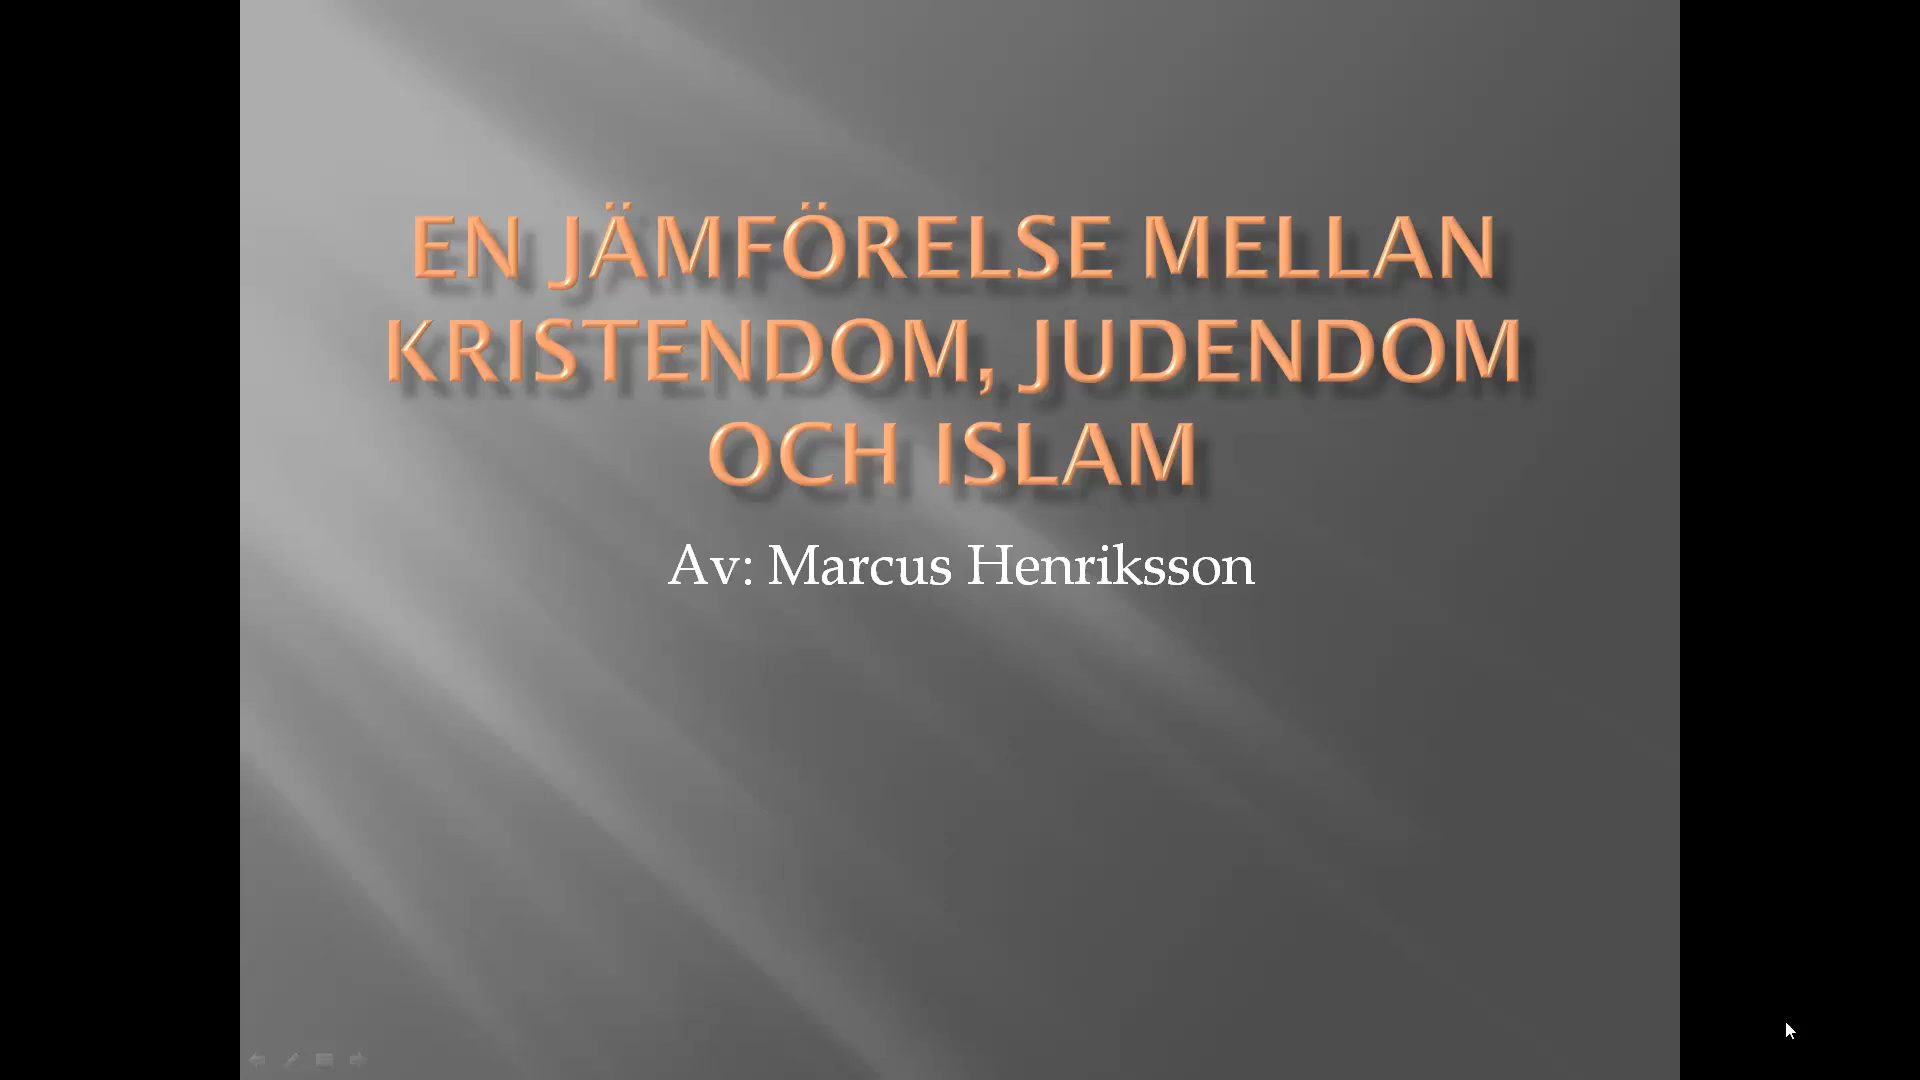 EN JÄMFÖRELSE MELLAN
KRISTENDOM, JUDENDOM
OCH ISLAM
Av: Marcus Henriksson